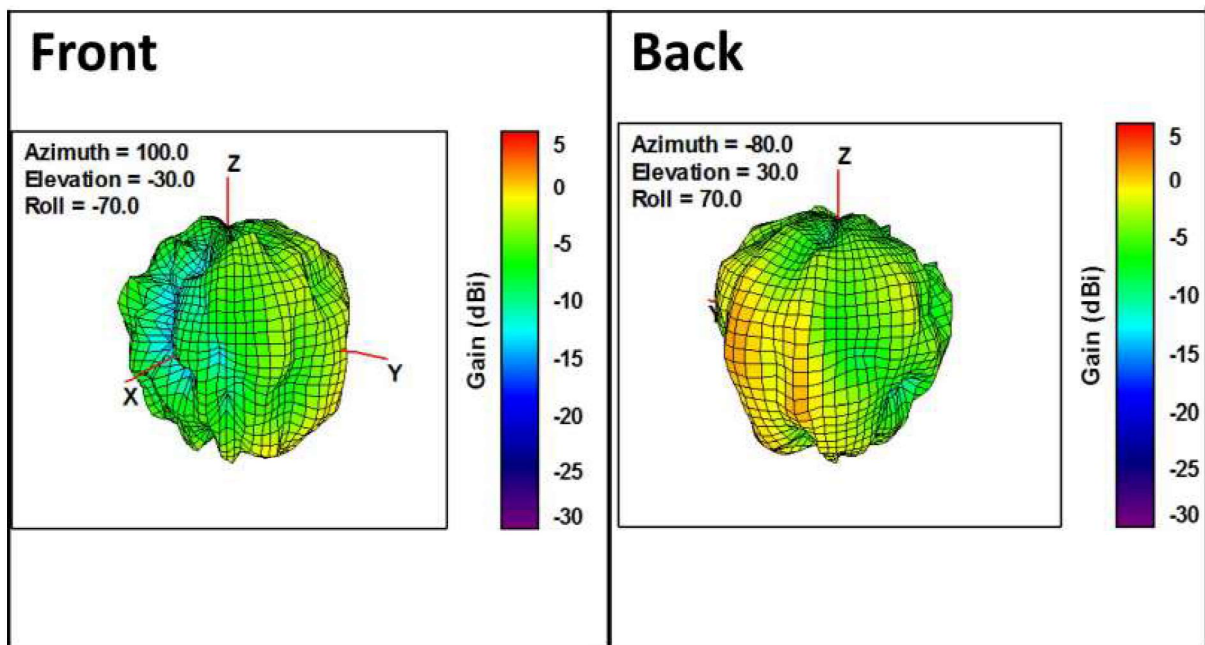 Front
Azimuth = 100.0
Elevation = -30.0
Roll = -70.0
Z
X
Y
5
0
-5
-10
-15
-20
-25
-30
Gain (dBi)
Back
Azimuth = -80.0
Elevation = 30.0
Roll = 70.0
Z
Y
5
0
-5
-10
-15
-20
-25
-30
Gain (dBi)